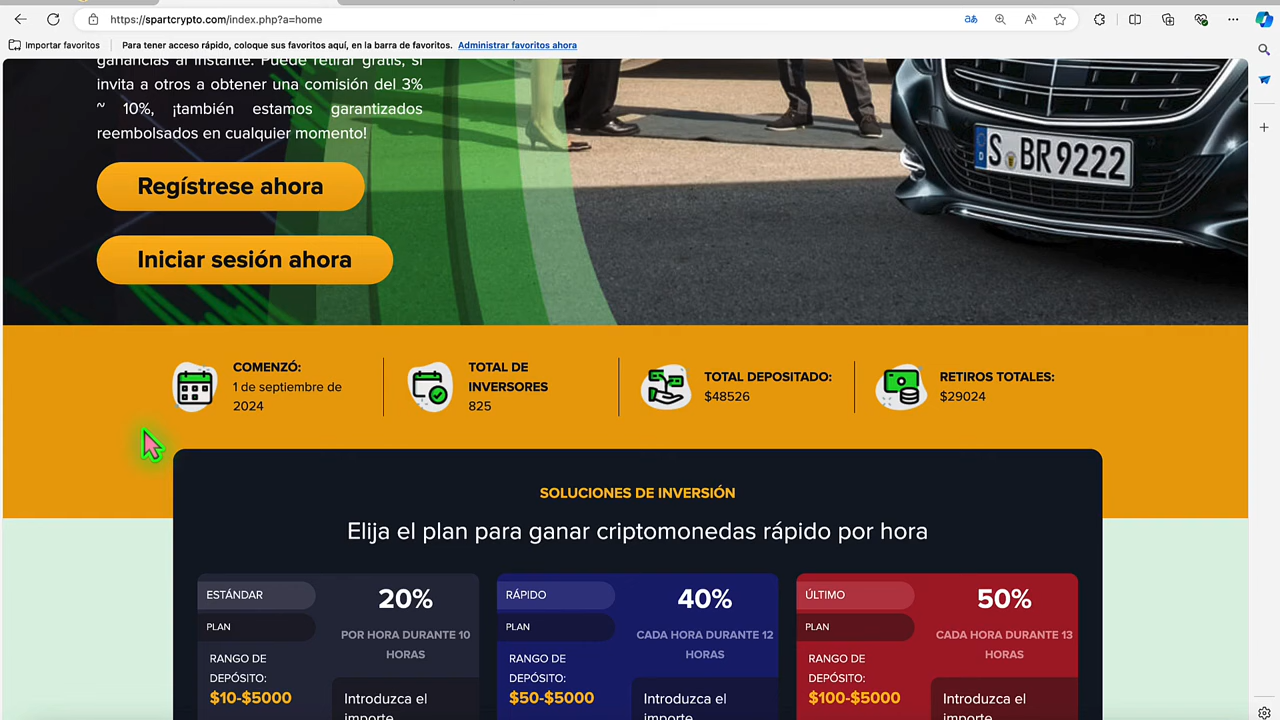 https://spartcrypto.com/index.php?a=home
Importar favoritos
Para tener acceso rápido, coloque sus favoritos aquí, en la barra de favoritos. Administrar favoritos ahora
ganancias al instante. Puede retirar gratis, si
invita a otros a obtener una comisión del 3%
~ 10%, ¡también estamos garantizados
reembolsados en cualquier momento!
Regístrese ahora
Iniciar sesión ahora
S BR 9222
COMENZÓ:
1 de septiembre de
2024
TOTAL DE
INVERSORES
825
TOTAL DEPOSITADO:
$48526
RETIROS TOTALES:
$29024
SOLUCIONES DE INVERSIÓN
Elija el plan para ganar criptomonedas rápido por hora
ESTÁNDAR
PLAN
20%
POR HORA DURANTE 10
HORAS
RANGO DE
DEPÓSITO:
$10-$5000
Introduzca el
importe
RÁPIDO
PLAN
40%
CADA HORA DURANTE 12
HORAS
RANGO DE
DEPÓSITO:
$50-$5000
Introduzca el
importe
ÚLTIMO
PLAN
50%
CADA HORA DURANTE 13
HORAS
RANGO DE
DEPÓSITO:
$100-$5000
Introduzca el
importe